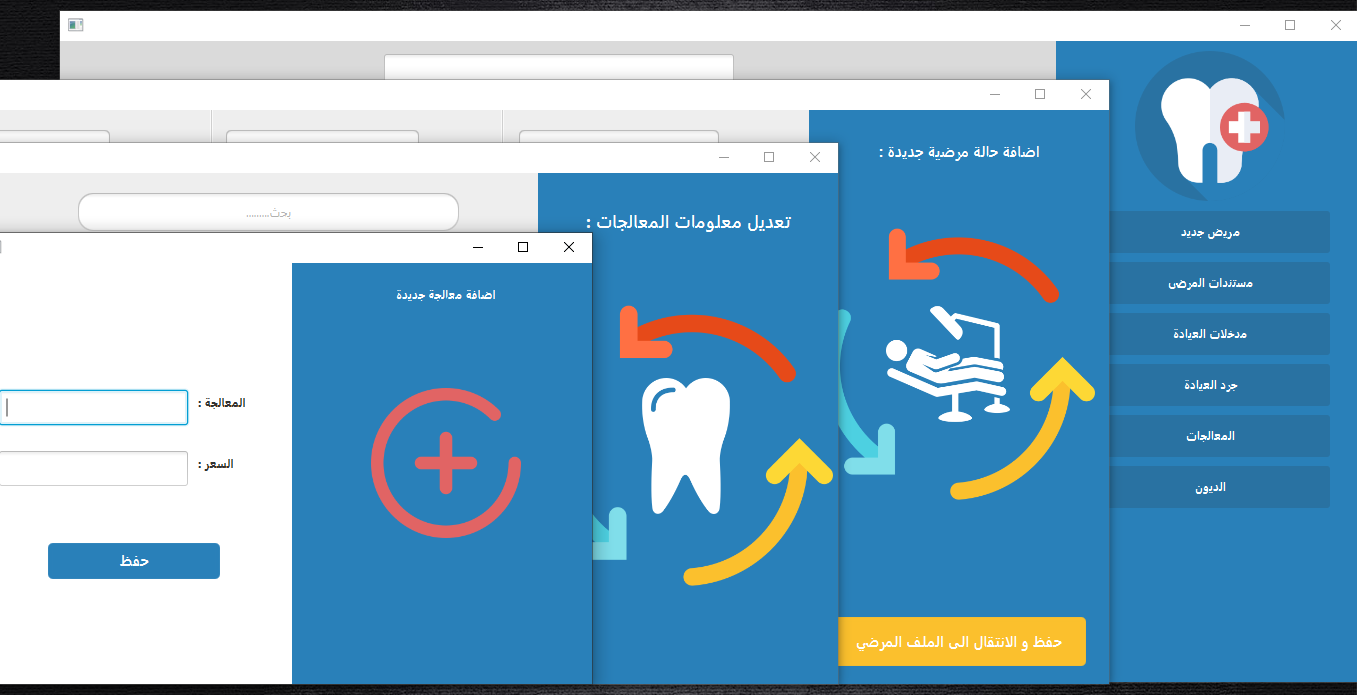 مريض جديد
مستندات المرضى
مدخلات العيادة
جرد العيادة
المعالجات
الديون
اضافة حالة مرضية جديدة :
حفظ و الانتقال الى الملف المرضي
تعديل معلومات المعالجات :
بحث.........
اضافة معالجة جديدة
المعالجة :
السعر :
حفظ